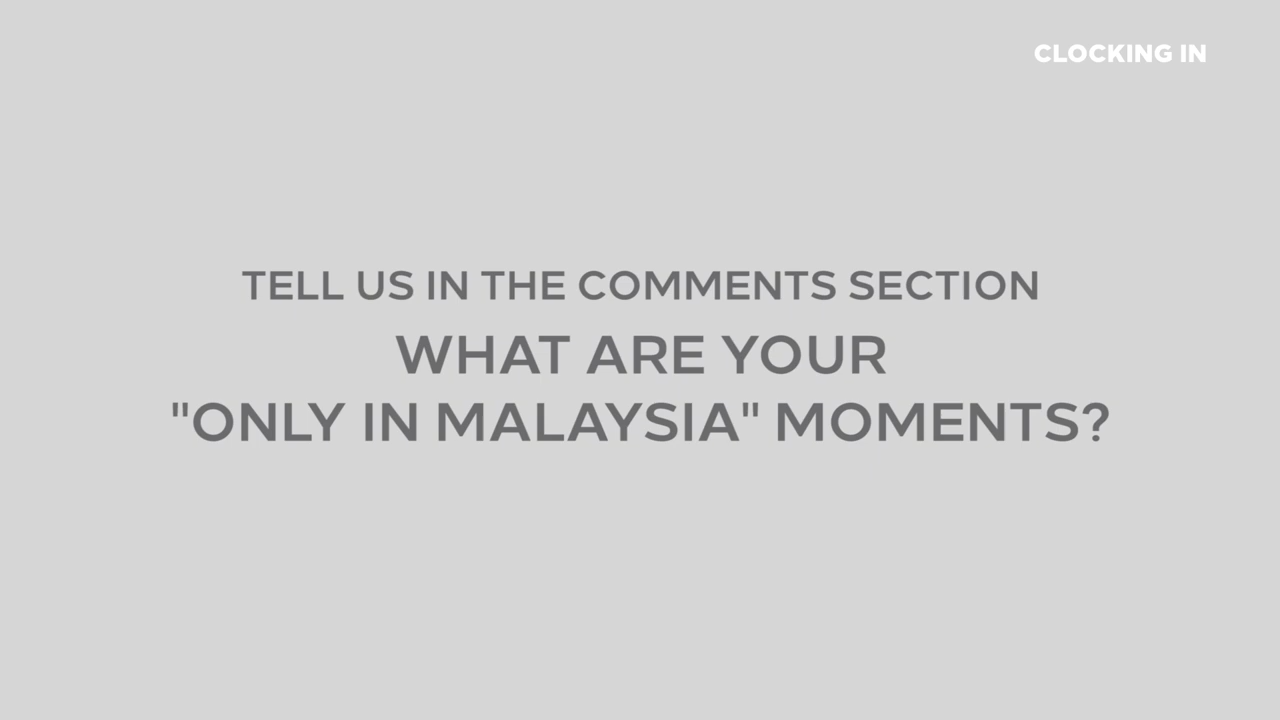 CLOCKING IN
TELL US IN THE COMMENTS SECTION
WHAT ARE YOUR
"ONLY IN MALAYSIA" MOMENTS?